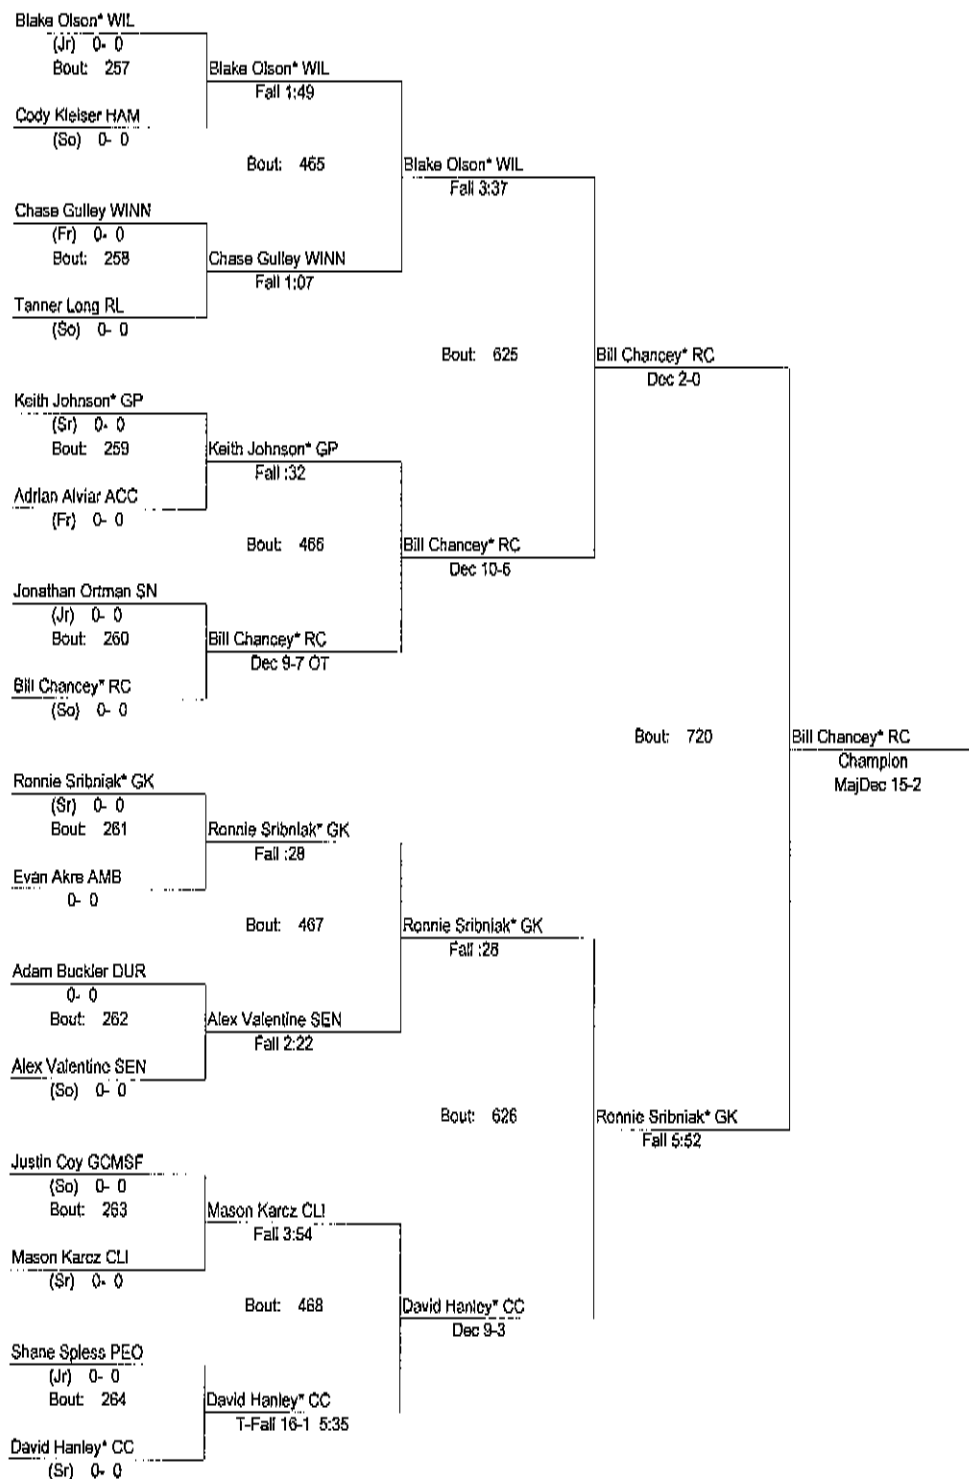 Blake Olson* WIL
(Jr) 0- 0
Bout: 257
Cody Kleiser HAM
(So) 0- 0
Chase Gulley WINN
(Fr) 0- 0
Bout: 258
Tanner Long RL
(So) 0- 0
Keith Johnson* GP
(Sr) 0- 0
Bout: 259
Adrian Alviar ACC
(Fr) 0- 0
Jonathan Ortman SN
(Jr) 0- 0
Bout: 260
Bill Chancey* RC
(So) 0- 0
Ronnie Sribniak* GK
(Sr) 0- 0
Bout: 261
Evan Akre AMB
0- 0
Adam Buckler DUR
0- 0
Bout: 262
Alex Valentine SEN
(So) 0- 0
Justin Coy GCMSF
(So) 0- 0
Bout: 263
Mason Karcz CLI
(Sr) 0- 0
Shane Spless PEO
(Jr) 0- 0
Bout: 264
David Hanley* CC
(Sr) 0- 0
Blake Olson* WIL
Fall 1:49
Bout: 465
Chase Gulley WINN
Fall 1:07
Keith Johnson* GP
Fall :32
Bout: 466
Bill Chancey* RC
Dec 9-7 OT
Ronnie Sribniak* GK
Fall :28
Bout: 467
Alex Valentine SEN
Fall 2:22
Mason Karcz CLI
Fall 3:54
Bout: 468
David Hanley* CC
T-Fall 16-1 5:35
Blake Olson* WIL
Fall 3:37
Bout: 625
Bill Chancey* RC
Dec 10-6
Ronnie Sribniak* GK
Fall :28
Bout: 626
David Hanley* CC
Dec 9-3
Bill Chancey* RC
Dec 2-0
Bout: 720
Ronnie Sribniak* GK
Fall 5:52
Bill Chancey* RC
Champion
MajDec 15-2